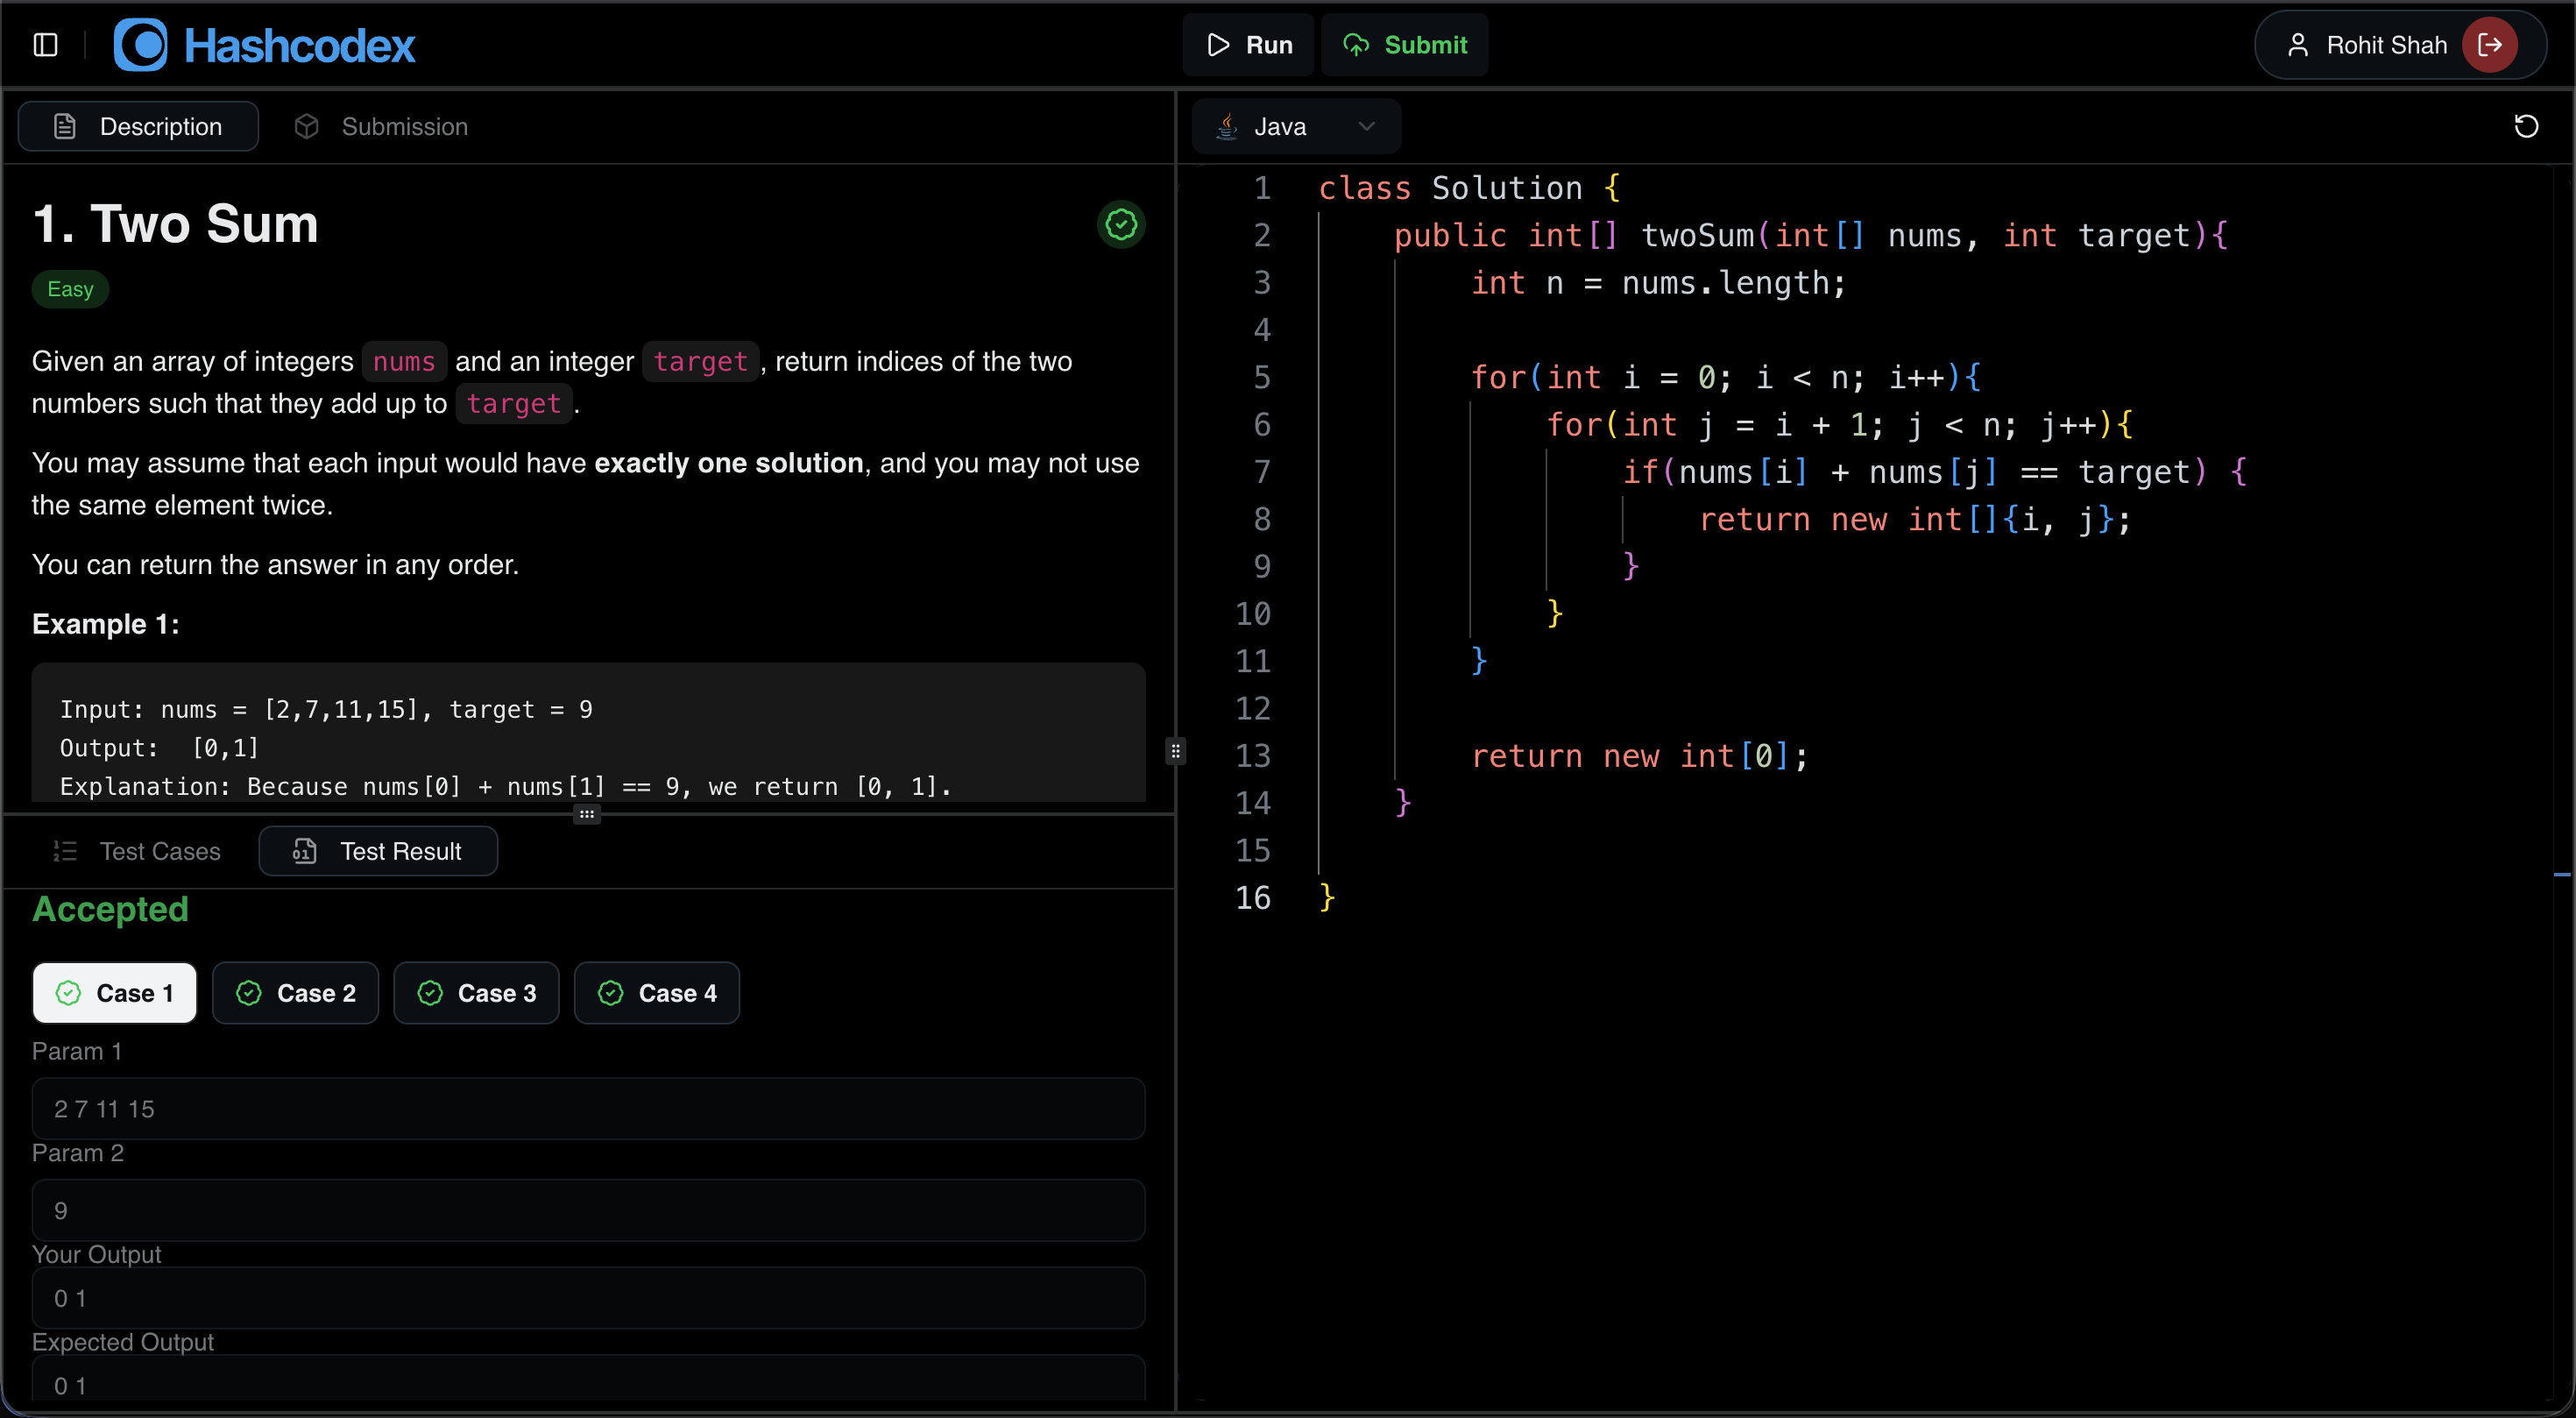 Hashcodex
Run
Submit
Rohit Shah
Description
Submission
1. Two Sum
Easy
Given an array of integers nums and an integer target, return indices of the two
numbers such that they add up to target.
You may assume that each input would have exactly one solution, and you may not use
the same element twice.
You can return the answer in any order.
Example 1:
Input: nums = [2,7,11,15], target = 9
Output:  [0,1]
Explanation: Because nums[0] + nums[1] == 9, we return [0, 1].
Test Cases
Test Result
Accepted
Case 1
Case 2
Case 3
Case 4
Param 1
2 7 11 15
Param 2
9
Your Output
0 1
Expected Output
0 1
Java
1 class Solution {
2     public int[] twoSum(int[] nums, int target){
3         int n = nums.length;
4
5         for(int i = 0; i < n; i++){
6             for(int j = i + 1; j < n; j++){
7                 if(nums[i] + nums[j] == target) {
8                     return new int[]{i, j};
9                 }
10             }
11         }
12
13         return new int[0];
14     }
15
16 }